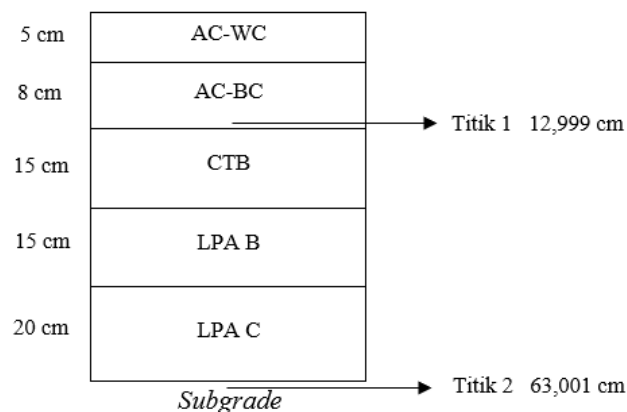 5 cm AC-WC
8 cm AC-BC
Titik 1 12,999 cm
15 cm CTB
15 cm LPA B
20 cm LPA C
Titik 2 63,001 cm
Subgrade